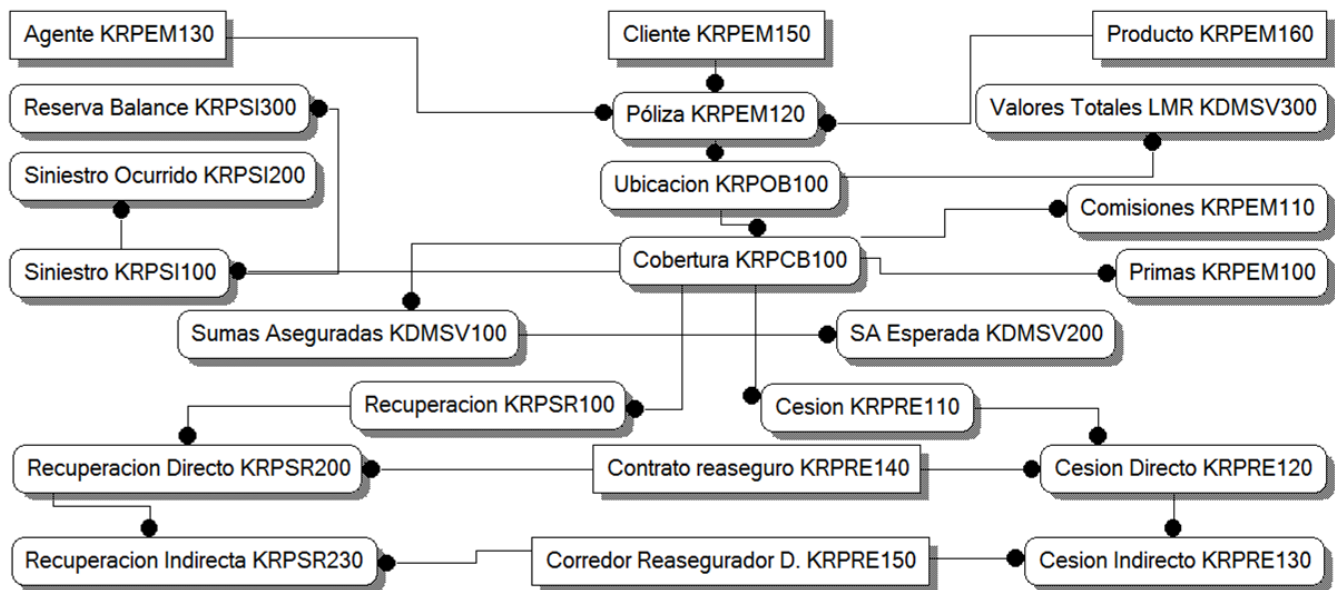 Agente KRPEM130
Cliente KRPEM150
Producto KRPEM160
Reserva Balance KRPSI300
Póliza KRPEM120
Valores Totales LMR KDMSV300
Siniestro Ocurrido KRPSI200
Ubicacion KRPOB100
Comisiones KRPEM110
Siniestro KRPSI100
Cobertura KRPCB100
Primas KRPEM100
Sumas Aseguradas KDMSV100
SA Esperada KDMSV200
Recuperacion KRPSR100
Cesion KRPRE110
Recuperacion Directo KRPSR200
Contrato reaseguro KRPRE140
Cesion Directo KRPRE120
Recuperacion Indirecta KRPSR230
Corredor Reasegurador D. KRPRE150
Cesion Indirecto KRPRE130